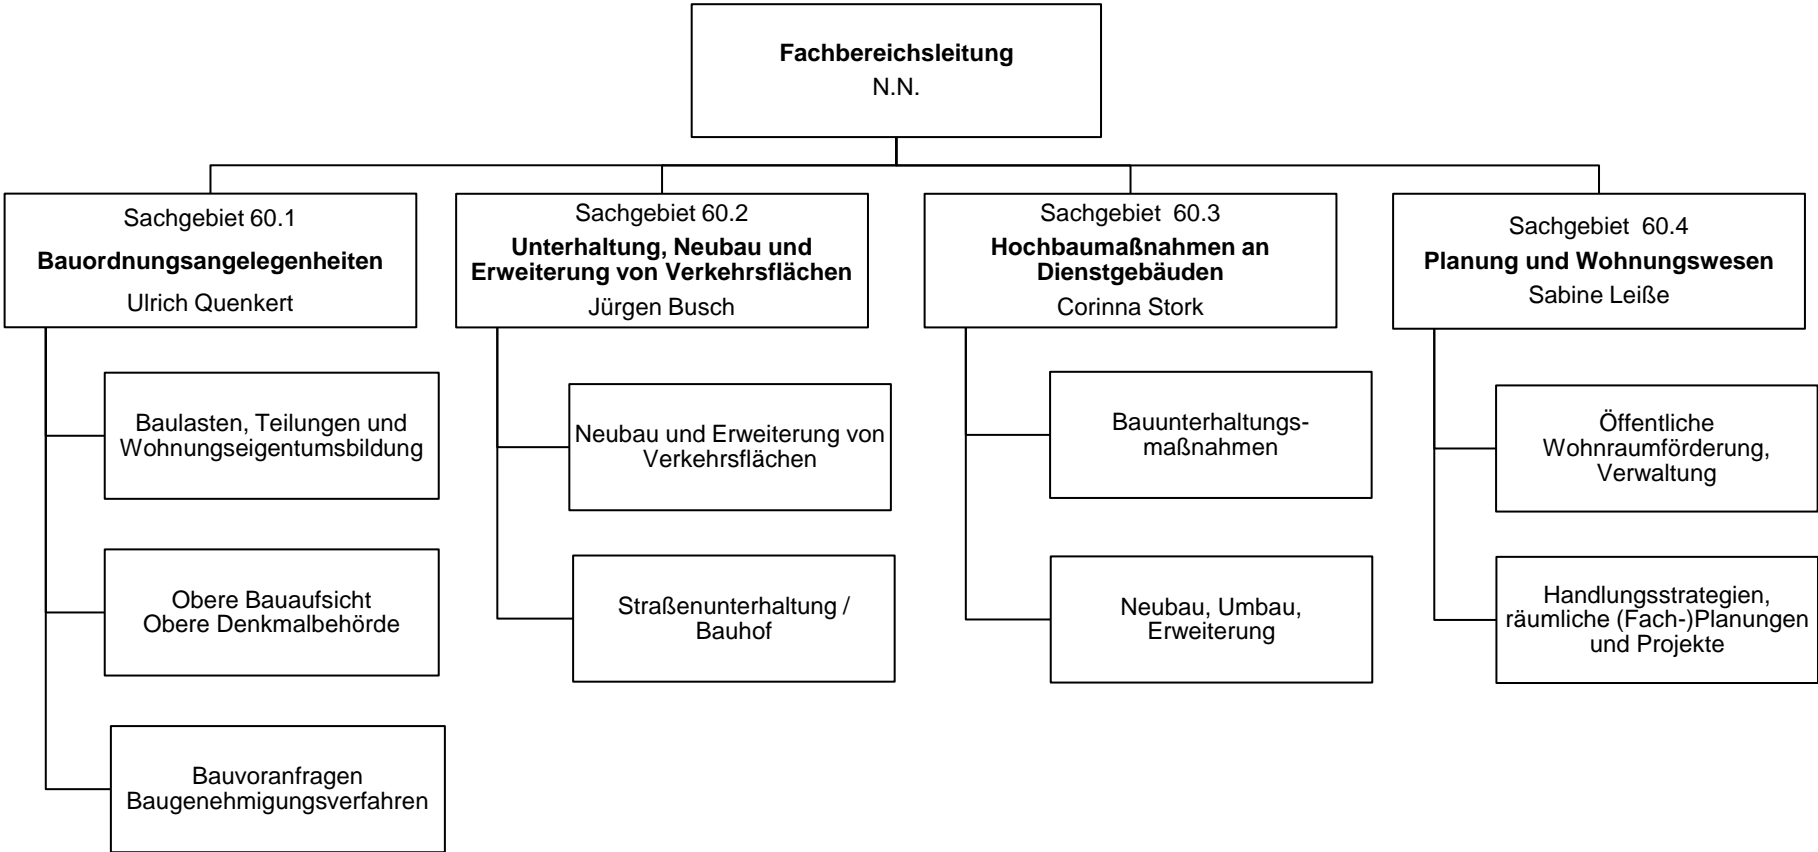 Fachbereichsleitung
N.N.
Sachgebiet 60.1
Bauordnungsangelegenheiten
Ulrich Quenkert
Baulasten, Teilungen und
Wohnungseigentumsbildung
Obere Bauaufsicht
Obere Denkmalbehörde
Bauvoranfragen
Baugenehmigungsverfahren
Sachgebiet 60.2
Unterhaltung, Neubau und
Erweiterung von Verkehrsflächen
Jürgen Busch
Neubau und Erweiterung von
Verkehrsflächen
Straßenunterhaltung /
Bauhof
Sachgebiet 60.3
Hochbaumaßnahmen an
Dienstgebäuden
Corinna Stork
Bauunterhaltungs-
maßnahmen
Neubau, Umbau,
Erweiterung
Sachgebiet 60.4
Planung und Wohnungswesen
Sabine Leiße
Öffentliche
Wohnraumförderung,
Verwaltung
Handlungsstrategien,
räumliche (Fach-)Planungen
und Projekte